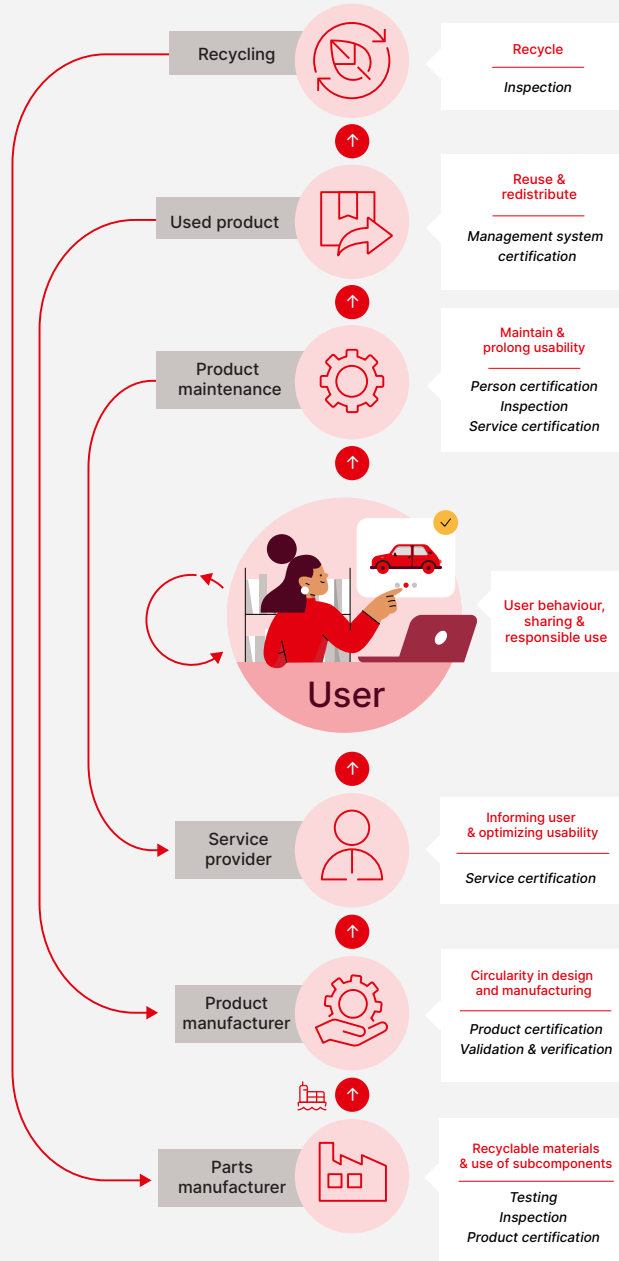 Recycling
Recycle
Inspection
Used product
Reuse &
redistribute
Management system
certification
Product
maintenance
Maintain &
prolong usability
Person certification
Inspection
Service certification
User
User behaviour,
sharing &
responsible use
Service
provider
Informing user
& optimizing usability
Service certification
Product
manufacturer
Circularity in design
and manufacturing
Product certification
Validation & verification
Parts
manufacturer
Recyclable materials
& use of subcomponents
Testing
Inspection
Product certification